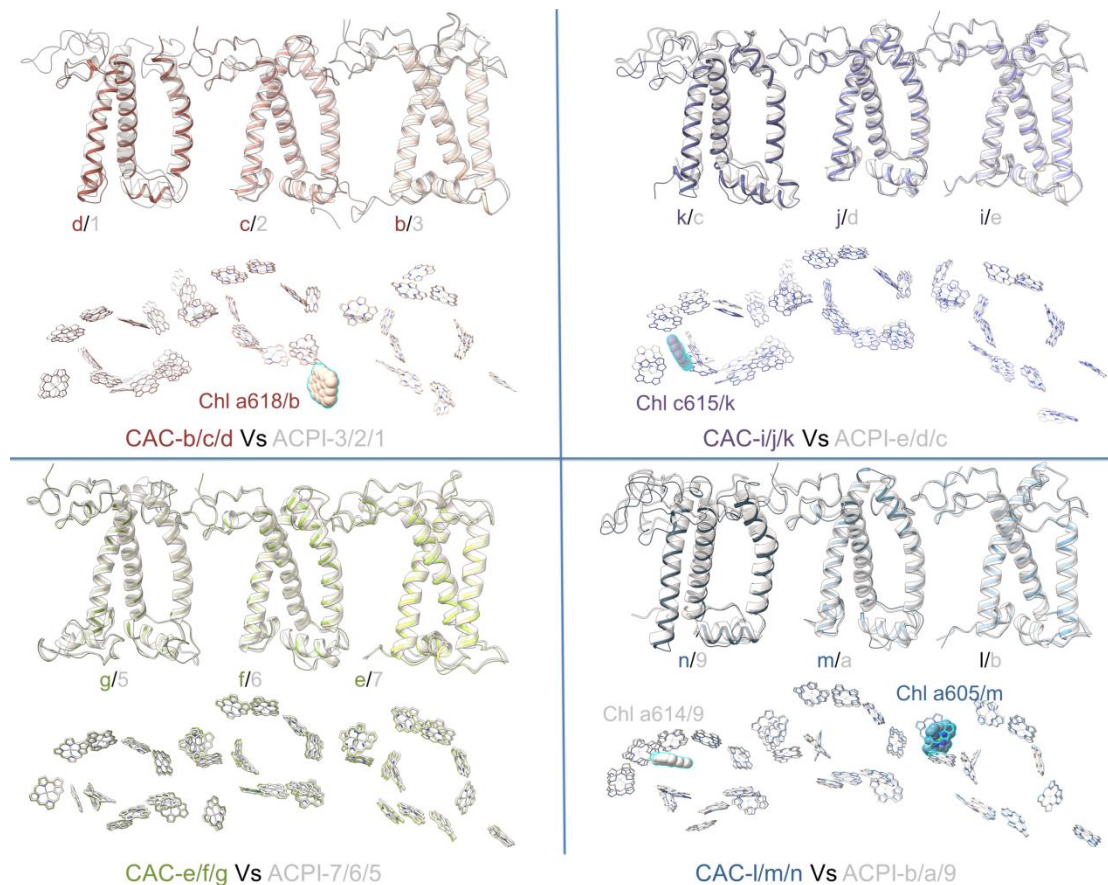 d/1
c/2
b/3
Chl a618/b
CAC-b/c/d Vs ACPI-3/2/1
k/c
j/d
i/e
Chl c615/k
CAC-i/j/k Vs ACPI-e/d/c
g/5
f/6
e/7
CAC-e/f/g Vs ACPI-7/6/5
n/9
m/a
l/b
Chl a614/9
Chl a605/m
CAC-l/m/n Vs ACPI-b/a/9